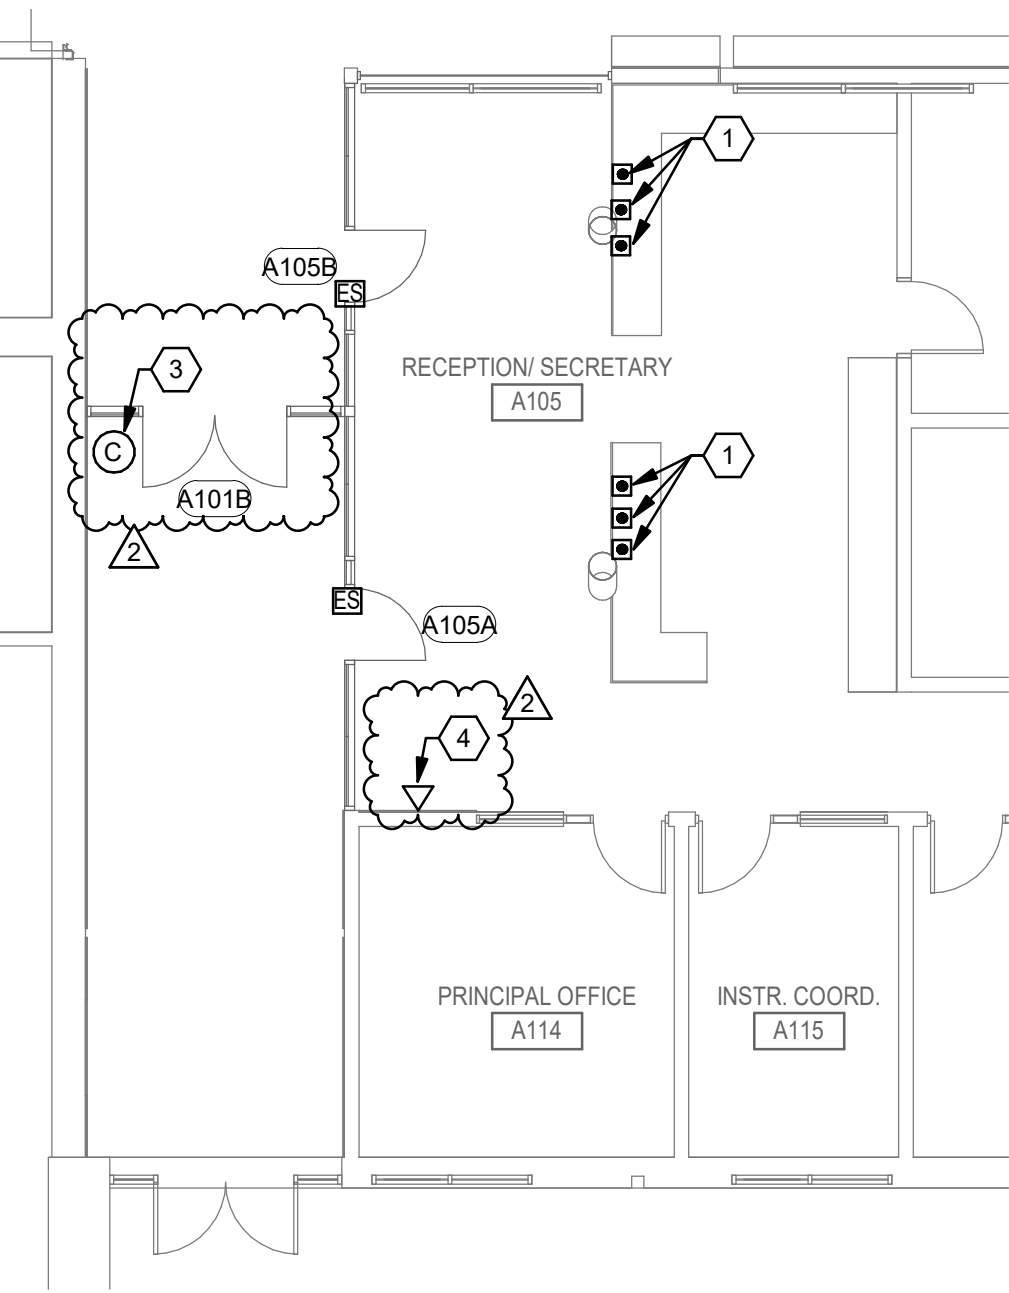 1
A105B
ES
3
RECEPTION/ SECRETARY
A105
C
1
A101B
2
ES
A105A
2
4
PRINCIPAL OFFICE
A114
INSTR. COORD.
A115